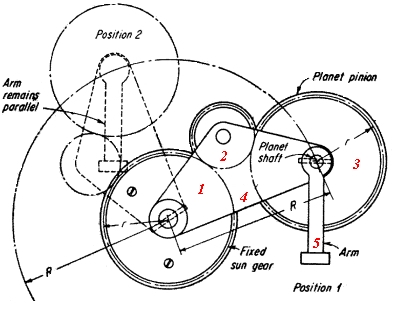 Position 2
Arm
remains
parallel
Planet pinion
Planet
shaft
r
1
2
3
4
5
R
r
R
Fixed
sun gear
Arm
Position 1